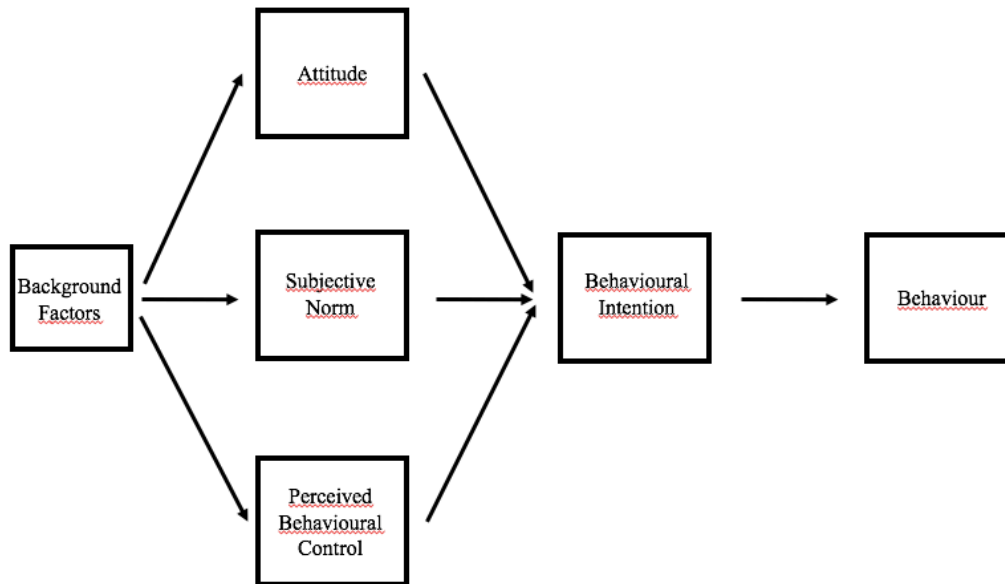 Attitude
Background
Factors
Subjective
Norm
Perceived
Behavioural
Control
Behavioural
Intention
Behaviour